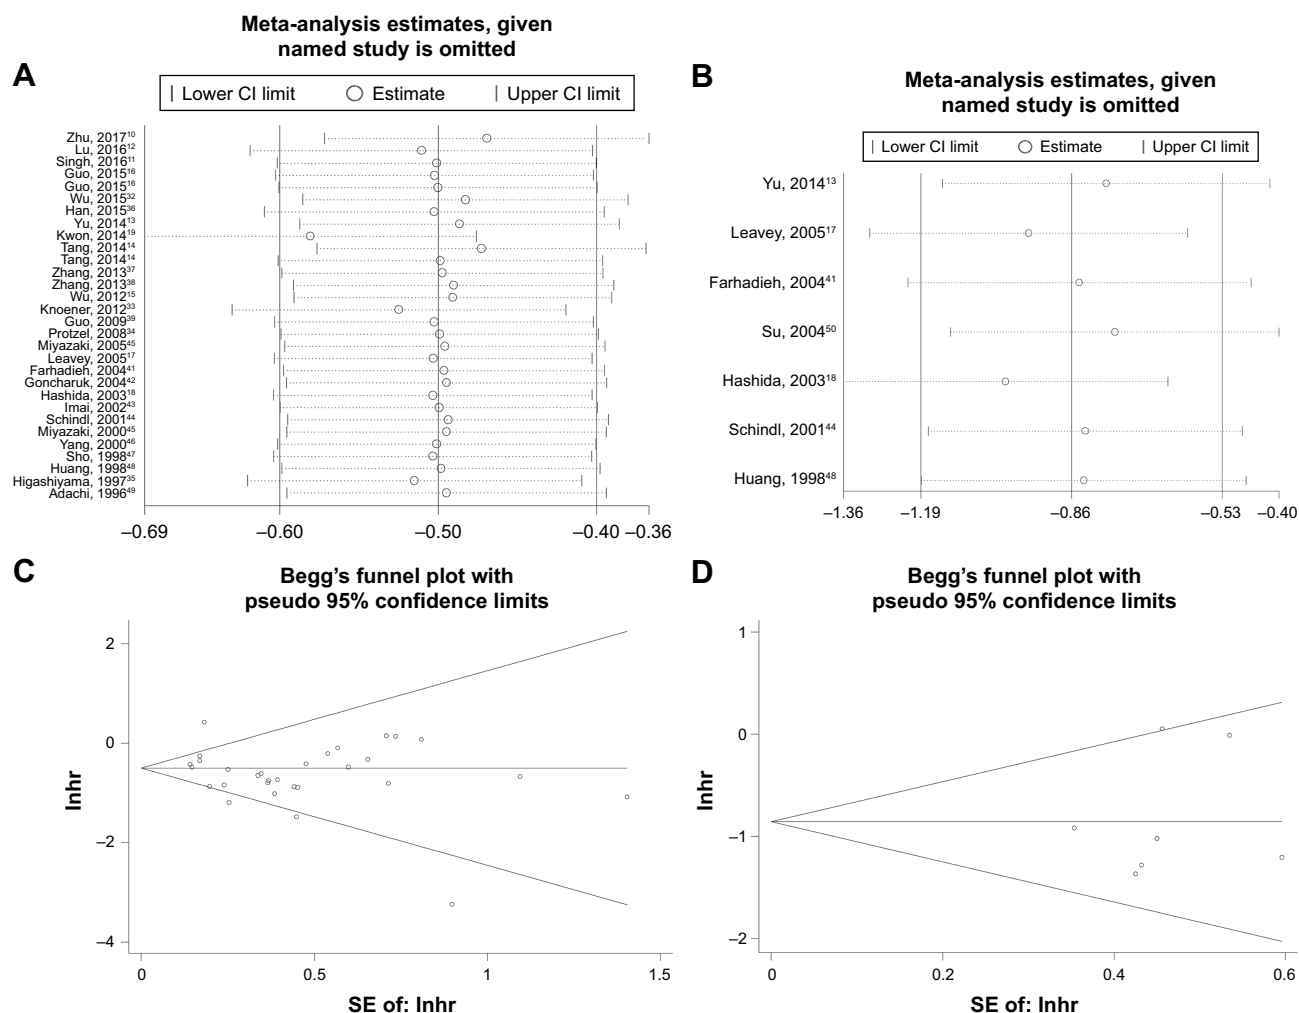 A
Meta-analysis estimates, given
named study is omitted
| Lower CI limit ○ Estimate | Upper CI limit
Zhu, 2017¹⁰
Lu, 2016¹²
Singh, 2016¹¹
Guo, 2015¹⁶
Guo, 2015¹⁶
Wu, 2015³²
Han, 2015³⁶
Yu, 2014¹³
Kwon, 2014¹⁹
Tang, 2014¹⁴
Tang, 2014¹⁴
Zhang, 2013³⁷
Zhang, 2013³⁸
Wu, 2012¹⁵
Knoener, 2012³³
Guo, 2009³⁹
Protzel, 2008³⁴
Miyazaki, 2005⁴⁵
Leavey, 2005¹⁷
Farhadieh, 2004⁴¹
Goncharuk, 2004⁴²
Hashida, 2003¹⁸
Imai, 2002⁴³
Schindl, 2001⁴⁴
Miyazaki, 2000⁴⁵
Yang, 2000⁴⁶
Sho, 1998⁴⁷
Huang, 1998⁴⁸
Higashiyama, 1997³⁵
Adachi, 1996⁴⁹
–0.69 –0.60 –0.50 –0.40 –0.36
B
Meta-analysis estimates, given
named study is omitted
| Lower CI limit ○ Estimate | Upper CI limit
Yu, 2014¹³
Leavey, 2005¹⁷
Farhadieh, 2004⁴¹
Su, 2004⁵⁰
Hashida, 2003¹⁸
Schindl, 2001⁴⁴
Huang, 1998⁴⁸
–1.36 –1.19 –0.86 –0.53 –0.40
C
Begg's funnel plot with
pseudo 95% confidence limits
lnhr
2
0
–2
–4
0 0.5 1 1.5
SE of: lnhr
D
Begg's funnel plot with
pseudo 95% confidence limits
lnhr
1
0
–1
–2
0 0.2 0.4 0.6
SE of: lnhr